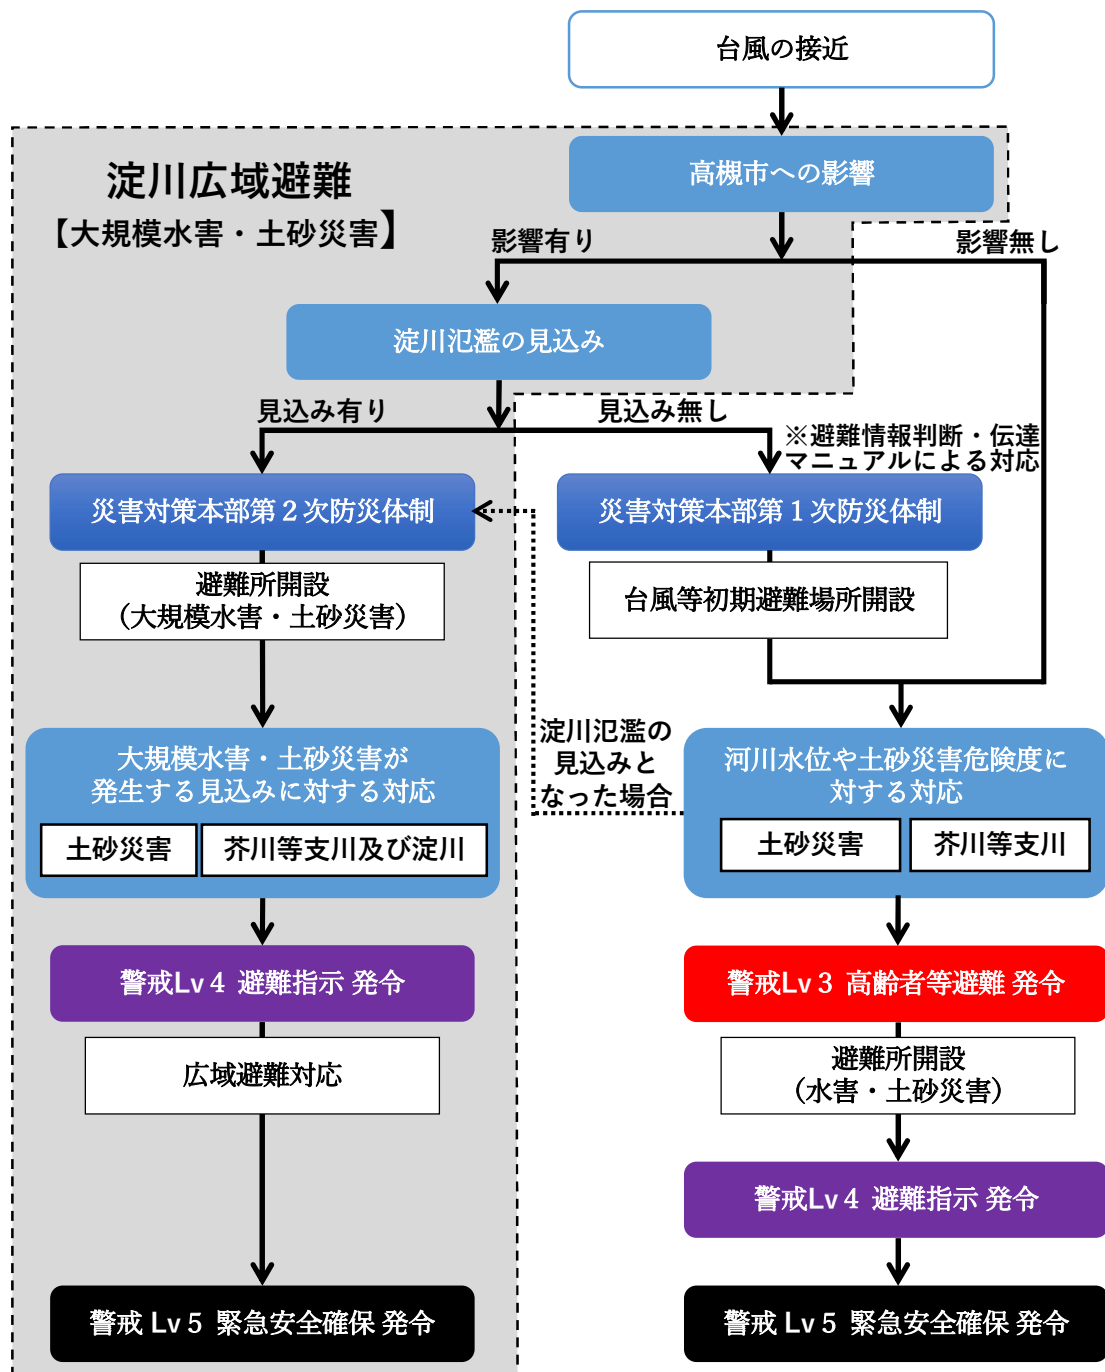 台風の接近
高槻市への影響
淀川広域避難
【大規模水害・土砂災害】
影響有り
影響無し
淀川氾濫の見込み
見込み有り
見込み無し
※避難情報判断・伝達
マニュアルによる対応
災害対策本部第２次防災体制
災害対策本部第１次防災体制
避難所開設
（大規模水害・土砂災害）
台風等初期避難場所開設
大規模水害・土砂災害が
発生する見込みに対する対応
土砂災害
芥川等支川及び淀川
淀川氾濫の
見込みと
なった場合
河川水位や土砂災害危険度に
対する対応
土砂災害
芥川等支川
警戒Lv４ 避難指示 発令
警戒Lv３ 高齢者等避難 発令
広域避難対応
避難所開設
（水害・土砂災害）
警戒Lv４ 避難指示 発令
警戒 Lv５ 緊急安全確保 発令
警戒 Lv５ 緊急安全確保 発令